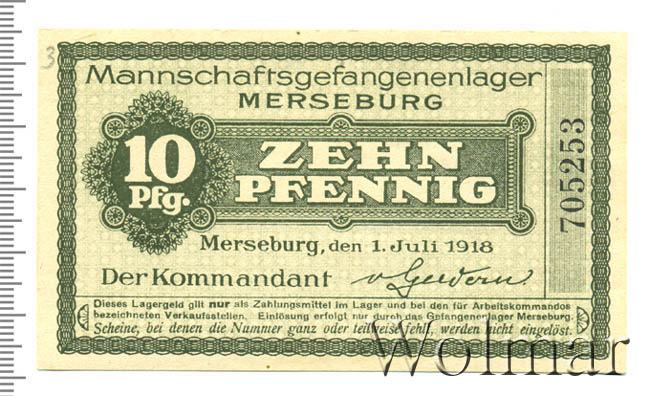 3
Mannschaftsgefangenenlager
MERSEBURG
10
Pfg.
ZEHN
PFENNIG
705253
Merseburg, den 1. Juli 1918
Der Kommandant v. Geldern.
Dieses Lagergeld gilt nur als Zahlungsmittel im Lager und bei den für Arbeitskommandos
bezeichneten Verkaufsstellen. Einlösung erfolgt nur durch das Gefangenenlager Merseburg.
Scheine, bei denen die Nummer ganz oder teilweise fehlt, werden nicht eingelöst.
Wolmar